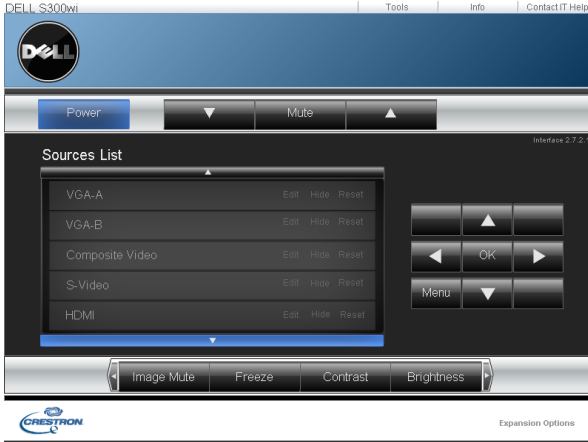 DELL S300wi
Tools Info Contact IT Help
DELL
Power Mute
Interface 2.7.2.1
Sources List
VGA-A Edit Hide Reset
VGA-B Edit Hide Reset
Composite Video Edit Hide Reset
S-Video Edit Hide Reset
HDMI Edit Hide Reset
OK
Menu
Image Mute Freeze Contrast Brightness
CRESTRON
Expansion Options